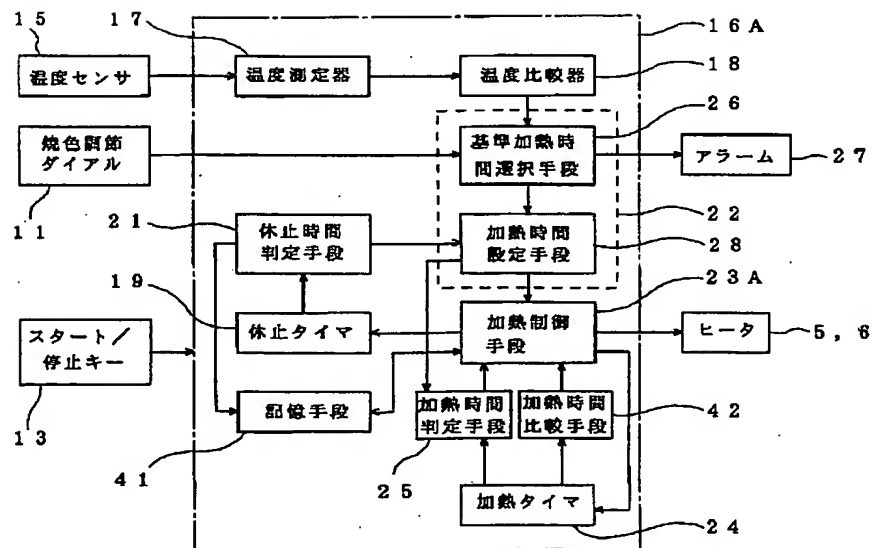 15
17
16A
温度センサ
温度測定器
温度比較器
18
26
焼色調節
ダイアル
基準加熱時
間選択手段
アラーム
27
11
21
22
休止時間
判定手段
加熱時間
設定手段
28
19
23A
スタート/
停止キー
休止タイマ
加熱制御
手段
ヒータ
5,6
13
記憶手段
加熱時間
判定手段
加熱時間
比較手段
42
41
25
加熱タイマ
24